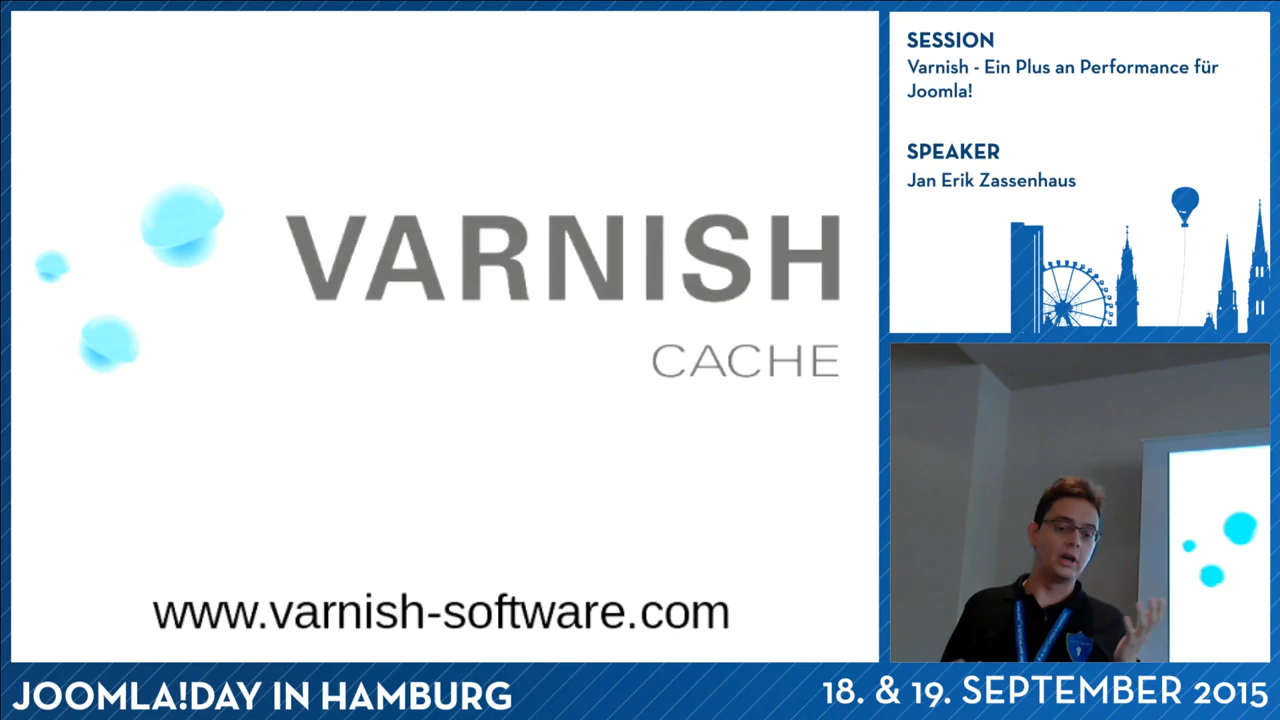 VARNISH
CACHE
www.varnish-software.com
SESSION
Varnish - Ein Plus an Performance für
Joomla!
SPEAKER
Jan Erik Zassenhaus
JOOMLA!DAY IN HAMBURG
18. & 19. SEPTEMBER 2015